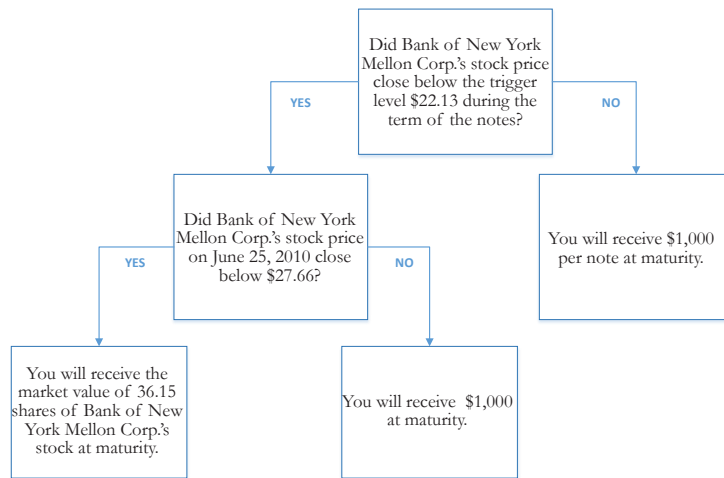 Did Bank of New York
Mellon Corp.'s stock price
close below the trigger
level $22.13 during the
term of the notes?
YES
NO
Did Bank of New York
Mellon Corp.'s stock price
on June 25, 2010 close
below $27.66?
You will receive $1,000
per note at maturity.
YES
NO
You will receive the
market value of 36.15
shares of Bank of New
York Mellon Corp.'s
stock at maturity.
You will receive $1,000
at maturity.